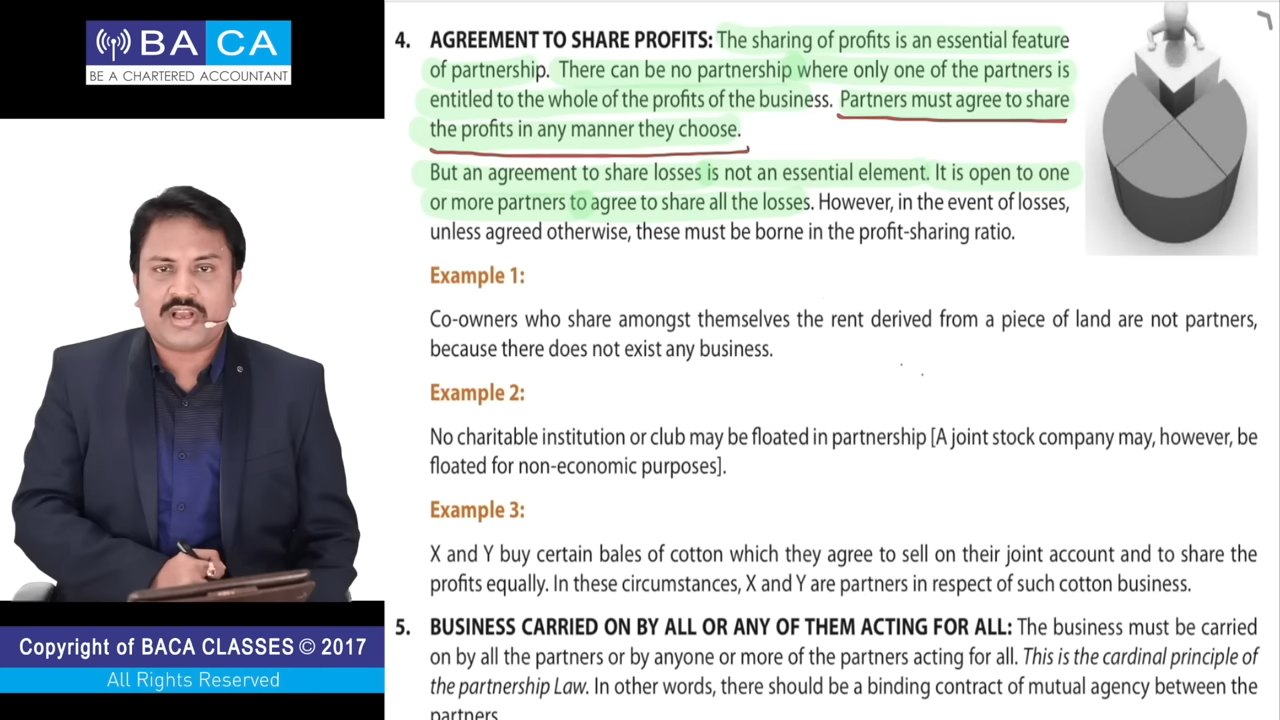 BA CA
BE A CHARTERED ACCOUNTANT
4. AGREEMENT TO SHARE PROFITS: The sharing of profits is an essential feature
of partnership. There can be no partnership where only one of the partners is
entitled to the whole of the profits of the business. Partners must agree to share
the profits in any manner they choose.
But an agreement to share losses is not an essential element. It is open to one
or more partners to agree to share all the losses. However, in the event of losses,
unless agreed otherwise, these must be borne in the profit-sharing ratio.
Example 1:
Co-owners who share amongst themselves the rent derived from a piece of land are not partners,
because there does not exist any business.
Example 2:
No charitable institution or club may be floated in partnership [A joint stock company may, however, be
floated for non-economic purposes].
Example 3:
X and Y buy certain bales of cotton which they agree to sell on their joint account and to share the
profits equally. In these circumstances, X and Y are partners in respect of such cotton business.
5. BUSINESS CARRIED ON BY ALL OR ANY OF THEM ACTING FOR ALL: The business must be carried
on by all the partners or by anyone or more of the partners acting for all. This is the cardinal principle of
the partnership Law. In other words, there should be a binding contract of mutual agency between the
partners.
Copyright of BACA CLASSES © 2017
All Rights Reserved